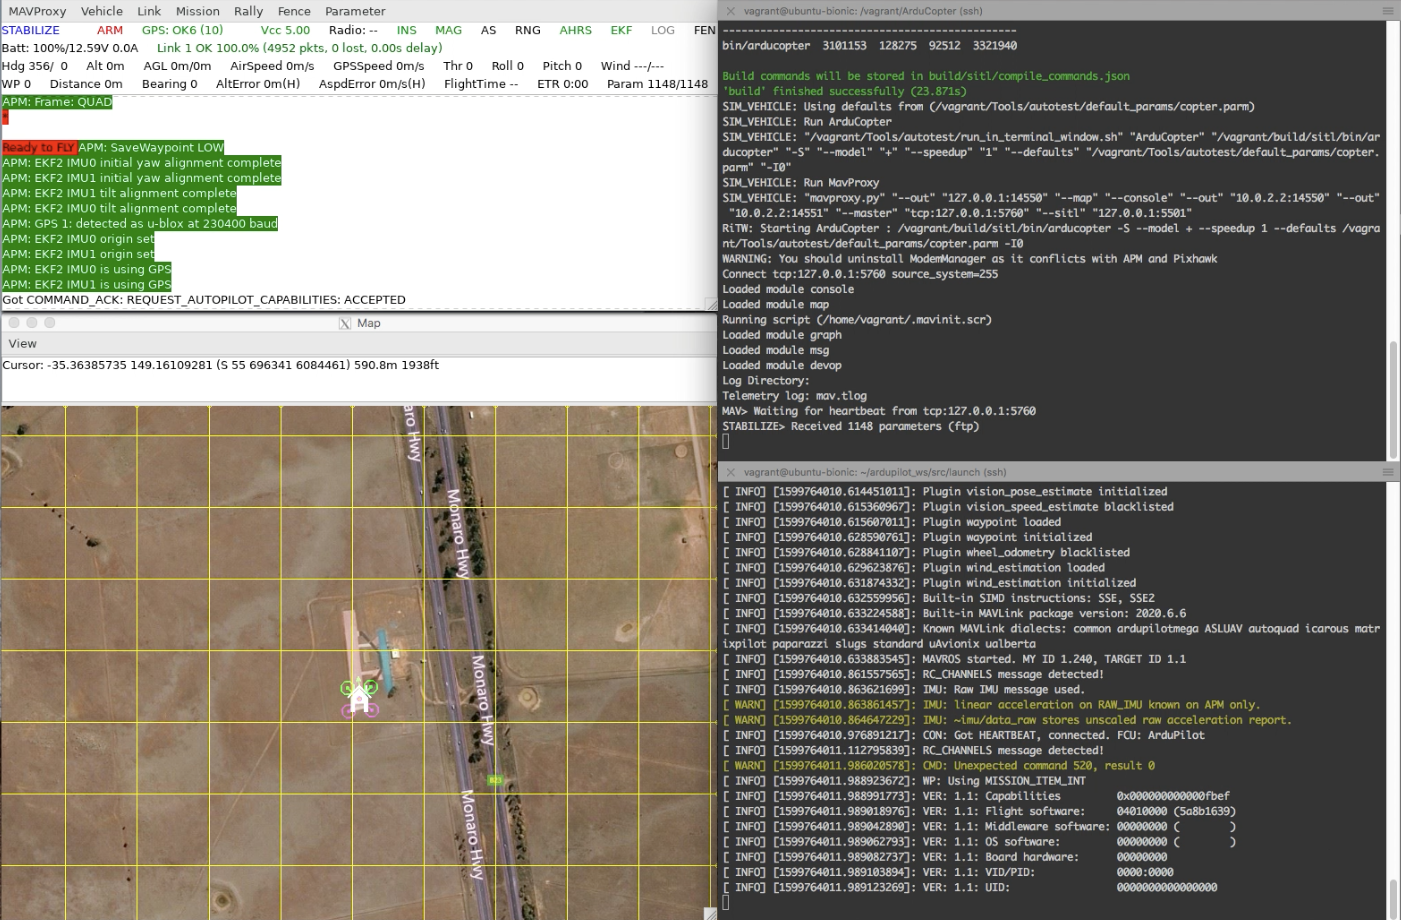 MAVProxy Vehicle Link Mission Rally Fence Parameter
STABILIZE ARM GPS: OK6 (10) Vcc 5.00 Radio: -- INS MAG AS RNG AHRS EKF LOG FEN
Batt: 100%/12.59V 0.0A Link 1 OK 100.0% (4952 pkts, 0 lost, 0.00s delay)
Hdg 356/ 0 Alt 0m AGL 0m/0m AirSpeed 0m/s GPSSpeed 0m/s Thr 0 Roll 0 Pitch 0 Wind ---/---
WP 0 Distance 0m Bearing 0 AltError 0m(H) AspdError 0m/s(H) FlightTime -- ETR 0:00 Param 1148/1148
APM: Frame: QUAD
Ready to FLY APM: SaveWaypoint LOW
APM: EKF2 IMU0 initial yaw alignment complete
APM: EKF2 IMU1 initial yaw alignment complete
APM: EKF2 IMU1 tilt alignment complete
APM: EKF2 IMU0 tilt alignment complete
APM: GPS 1: detected as u-blox at 230400 baud
APM: EKF2 IMU0 origin set
APM: EKF2 IMU1 origin set
APM: EKF2 IMU0 is using GPS
APM: EKF2 IMU1 is using GPS
Got COMMAND_ACK: REQUEST_AUTOPILOT_CAPABILITIES: ACCEPTED
Map
View
Cursor: -35.36385735 149.16109281 (S 55 696341 6084461) 590.8m 1938ft
aro Hwy
Monaro Hwy
Monaro Hwy
B23
Monaro Hwy
vagrant@ubuntu-bionic: /vagrant/ArduCopter (ssh)
-----------------------------------------------
bin/arducopter 3101153 128275 92512 3321940
Build commands will be stored in build/sitl/compile_commands.json
'build' finished successfully (23.871s)
SIM_VEHICLE: Using defaults from (/vagrant/Tools/autotest/default_params/copter.parm)
SIM_VEHICLE: Run ArduCopter
SIM_VEHICLE: "/vagrant/Tools/autotest/run_in_terminal_window.sh" "ArduCopter" "/vagrant/build/sitl/bin/ar
ducopter" "-S" "--model" "+" "--speedup" "1" "--defaults" "/vagrant/Tools/autotest/default_params/copter.
parm" "-I0"
SIM_VEHICLE: Run MavProxy
SIM_VEHICLE: "mavproxy.py" "--out" "127.0.0.1:14550" "--map" "--console" "--out" "10.0.2.2:14550" "--out"
"10.0.2.2:14551" "--master" "tcp:127.0.0.1:5760" "--sitl" "127.0.0.1:5501"
RiTW: Starting ArduCopter : /vagrant/build/sitl/bin/arducopter -S --model + --speedup 1 --defaults /vagra
nt/Tools/autotest/default_params/copter.parm -I0
WARNING: You should uninstall ModemManager as it conflicts with APM and Pixhawk
Connect tcp:127.0.0.1:5760 source_system=255
Loaded module console
Loaded module map
Running script (/home/vagrant/.mavinit.scr)
Loaded module graph
Loaded module msg
Loaded module devop
Log Directory:
Telemetry log: mav.tlog
MAV> Waiting for heartbeat from tcp:127.0.0.1:5760
STABILIZE> Received 1148 parameters (ftp)
vagrant@ubuntu-bionic: ~/ardupilot_ws/src/launch (ssh)
[ INFO] [1599764010.614451011]: Plugin vision_pose_estimate initialized
[ INFO] [1599764010.615360967]: Plugin vision_speed_estimate blacklisted
[ INFO] [1599764010.615607011]: Plugin waypoint loaded
[ INFO] [1599764010.628590761]: Plugin waypoint initialized
[ INFO] [1599764010.628841107]: Plugin wheel_odometry blacklisted
[ INFO] [1599764010.629623876]: Plugin wind_estimation loaded
[ INFO] [1599764010.631874332]: Plugin wind_estimation initialized
[ INFO] [1599764010.632559956]: Built-in SIMD instructions: SSE, SSE2
[ INFO] [1599764010.633224588]: Built-in MAVLink package version: 2020.6.6
[ INFO] [1599764010.633414040]: Known MAVLink dialects: common ardupilotmega ASLUAV autoquad icarous matr
ixpilot paparazzi slugs standard uAvionix ualberta
[ INFO] [1599764010.633883545]: MAVROS started. MY ID 1.240, TARGET ID 1.1
[ INFO] [1599764010.861557565]: RC_CHANNELS message detected!
[ INFO] [1599764010.863621699]: IMU: Raw IMU message used.
[ WARN] [1599764010.863861457]: IMU: linear acceleration on RAW_IMU known on APM only.
[ WARN] [1599764010.864647229]: IMU: ~imu/data_raw stores unscaled raw acceleration report.
[ INFO] [1599764010.976891217]: CON: Got HEARTBEAT, connected. FCU: ArduPilot
[ INFO] [1599764011.112795839]: RC_CHANNELS message detected!
[ WARN] [1599764011.986020578]: CMD: Unexpected command 520, result 0
[ INFO] [1599764011.988923672]: WP: Using MISSION_ITEM_INT
[ INFO] [1599764011.988991773]: VER: 1.1: Capabilities 0x000000000000fbef
[ INFO] [1599764011.989018976]: VER: 1.1: Flight software: 04010000 (5a8b1639)
[ INFO] [1599764011.989042890]: VER: 1.1: Middleware software: 00000000 ( )
[ INFO] [1599764011.989062793]: VER: 1.1: OS software: 00000000 ( )
[ INFO] [1599764011.989082737]: VER: 1.1: Board hardware: 00000000
[ INFO] [1599764011.989103894]: VER: 1.1: VID/PID: 0000:0000
[ INFO] [1599764011.989123269]: VER: 1.1: UID: 0000000000000000